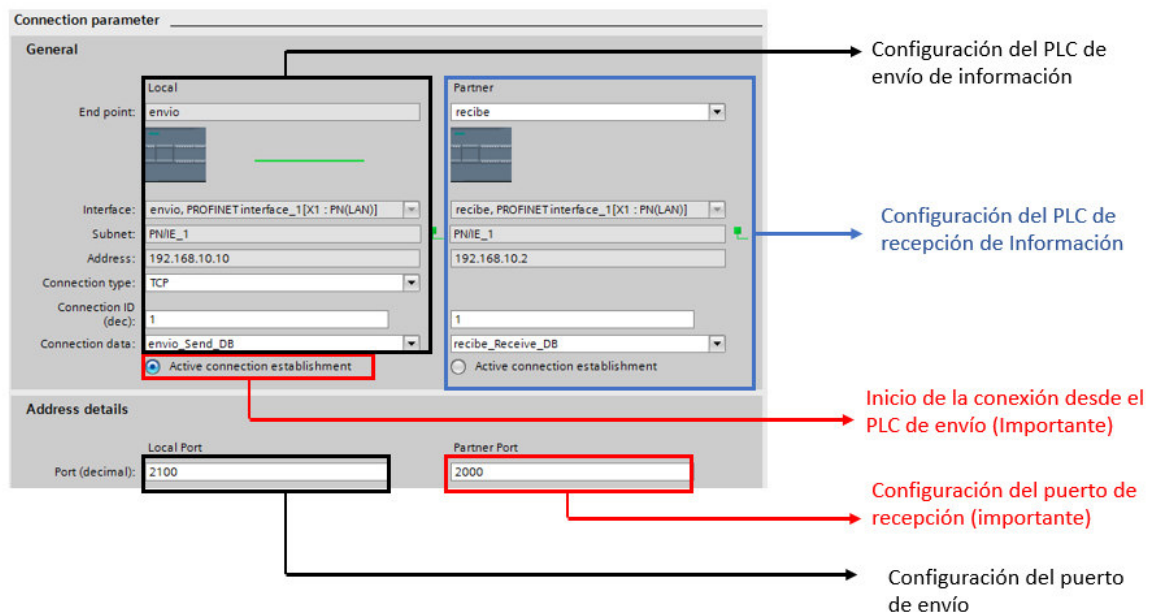 Connection parameter
General
Local
Partner
End point:
envio
recibe
Interface:
envio, PROFINET interface_1[X1 : PN(LAN)]
recibe, PROFINET interface_1[X1 : PN(LAN)]
Subnet:
PN/IE_1
PN/IE_1
Address:
192.168.10.10
192.168.10.2
Connection type:
TCP
Connection ID
(dec):
1
1
Connection data:
envio_Send_DB
recibe_Receive_DB
Active connection establishment
Active connection establishment
Address details
Local Port
Partner Port
Port (decimal):
2100
2000
Configuración del PLC de
envío de información
Configuración del PLC de
recepción de Información
Inicio de la conexión desde el
PLC de envío (Importante)
Configuración del puerto de
recepción (importante)
Configuración del puerto
de envío